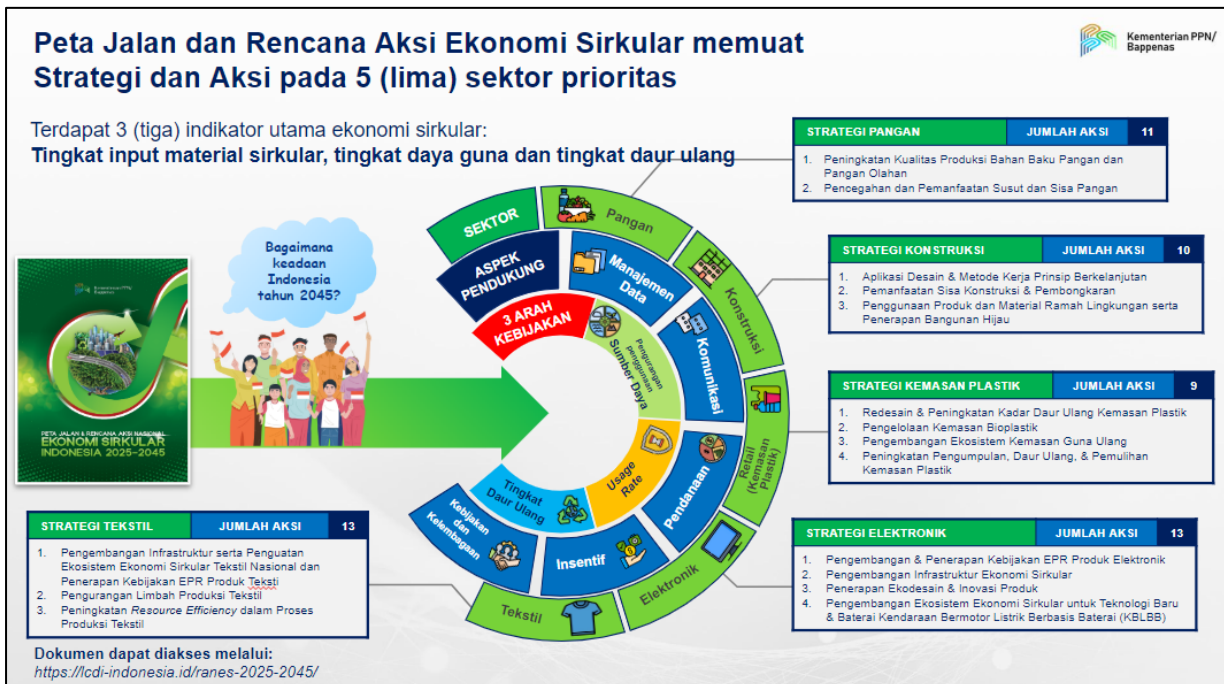 Peta Jalan dan Rencana Aksi Ekonomi Sirkular memuat
Strategi dan Aksi pada 5 (lima) sektor prioritas
Kementerian PPN/
Bappenas
Terdapat 3 (tiga) indikator utama ekonomi sirkular:
Tingkat input material sirkular, tingkat daya guna dan tingkat daur ulang
STRATEGI PANGAN JUMLAH AKSI 11
1. Peningkatan Kualitas Produksi Bahan Baku Pangan dan
Pangan Olahan
2. Pencegahan dan Pemanfaatan Susut dan Sisa Pangan
STRATEGI KONSTRUKSI JUMLAH AKSI 10
1. Aplikasi Desain & Metode Kerja Prinsip Berkelanjutan
2. Pemanfaatan Sisa Konstruksi & Pembongkaran
3. Penggunaan Produk dan Material Ramah Lingkungan serta
Penerapan Bangunan Hijau
STRATEGI KEMASAN PLASTIK JUMLAH AKSI 9
1. Redesain & Peningkatan Kadar Daur Ulang Kemasan Plastik
2. Pengelolaan Kemasan Bioplastik
3. Pengembangan Ekosistem Kemasan Guna Ulang
4. Peningkatan Pengumpulan, Daur Ulang, & Pemulihan
Kemasan Plastik
STRATEGI ELEKTRONIK JUMLAH AKSI 13
1. Pengembangan & Penerapan Kebijakan EPR Produk Elektronik
2. Pengembangan Infrastruktur Ekonomi Sirkular
3. Penerapan Ekodesain & Inovasi Produk
4. Pengembangan Ekosistem Ekonomi Sirkular untuk Teknologi Baru
& Baterai Kendaraan Bermotor Listrik Berbasis Baterai (KBLBB)
Bagaimana
keadaan
Indonesia
tahun 2045?
PETA JALAN & RENCANA AKSI NASIONAL
EKONOMI SIRKULAR
INDONESIA 2025-2045
SEKTOR
Pangan
Konstruksi
Retail
(Kemasan
Plastik)
Elektronik
Tekstil
ASPEK
PENDUKUNG
Manajemen
Data
Komunikasi
Pendanaan
Insentif
Kebijakan
dan
Kelembagaan
3 ARAH
KEBIJAKAN
Pengurangan
penggunaan
Sumber Daya
Usage
Rate
Tingkat
Daur Ulang
STRATEGI TEKSTIL JUMLAH AKSI 13
1. Pengembangan Infrastruktur serta Penguatan
Ekosistem Ekonomi Sirkular Tekstil Nasional dan
Penerapan Kebijakan EPR Produk Teksti
2. Pengurangan Limbah Produksi Tekstil
3. Peningkatan Resource Efficiency dalam Proses
Produksi Tekstil
Dokumen dapat diakses melalui:
https://lcdi-indonesia.id/ranes-2025-2045/